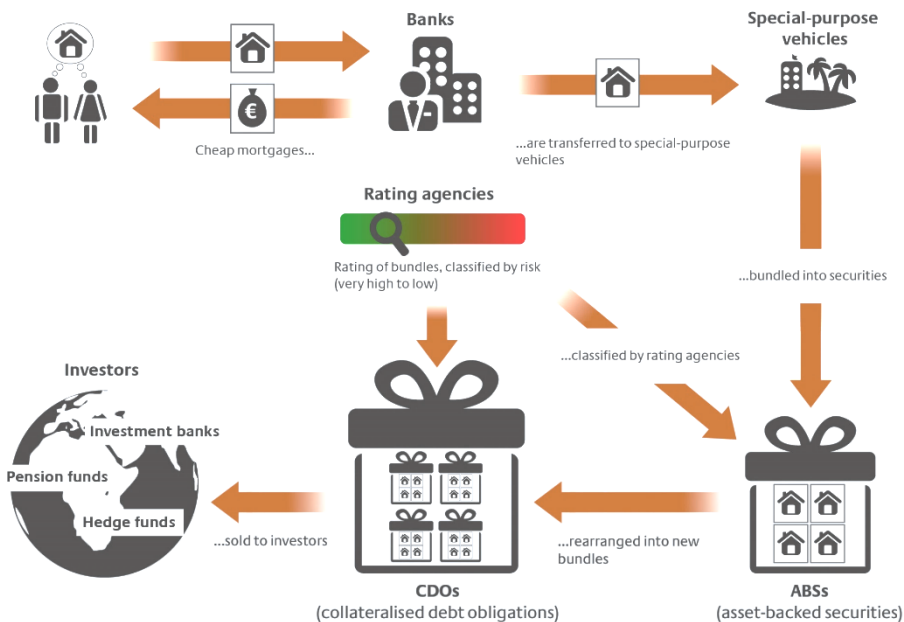 Banks
Special-purpose
vehicles
€
Cheap mortgages...
...are transferred to special-purpose
vehicles
Rating agencies
Rating of bundles, classified by risk
(very high to low)
...bundled into securities
...classified by rating agencies
Investors
Investment banks
Pension funds
Hedge funds
...sold to investors
...rearranged into new
bundles
CDOs
(collateralised debt obligations)
ABSs
(asset-backed securities)